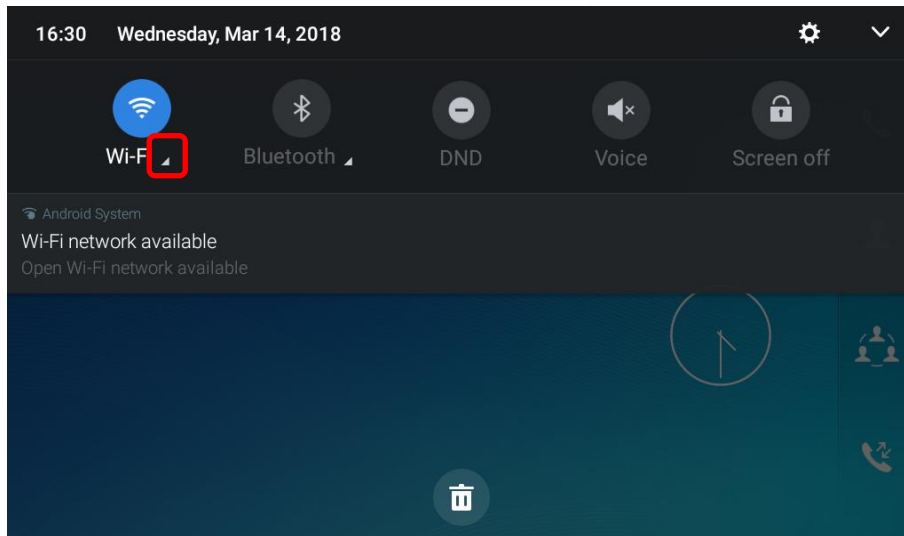 16:30 Wednesday, Mar 14, 2018
Wi-F
Bluetooth
DND
Voice
Screen off
Android System
Wi-Fi network available
Open Wi-Fi network available